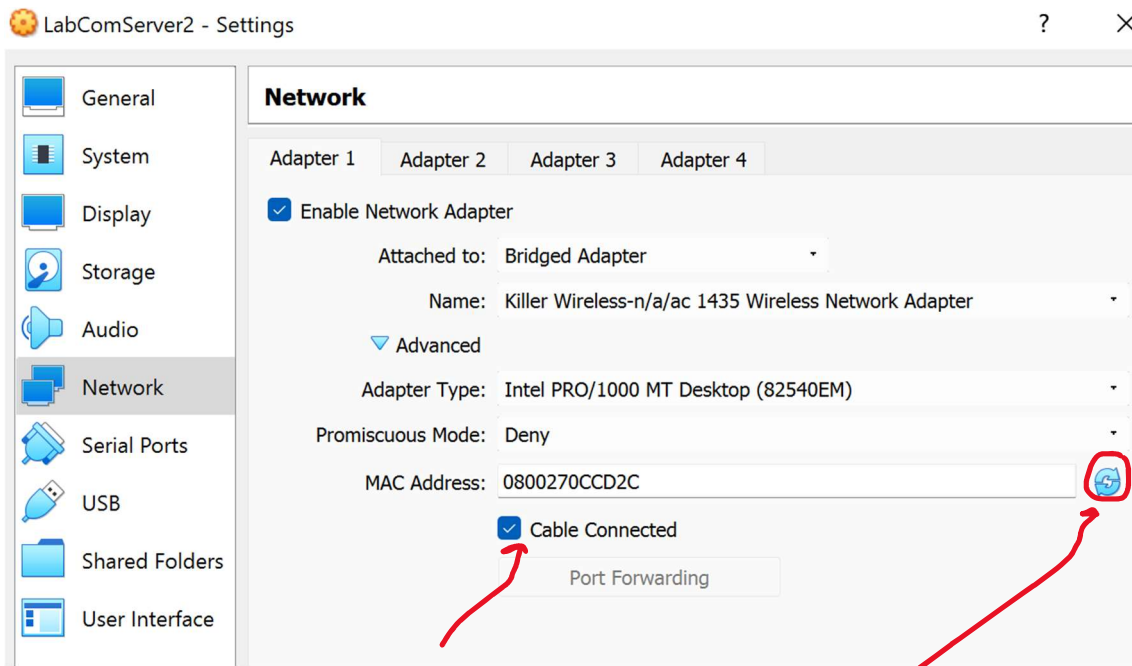 LabComServer2 - Settings ? ×
General
System
Display
Storage
Audio
Network
Serial Ports
USB
Shared Folders
User Interface
Network
Adapter 1 Adapter 2 Adapter 3 Adapter 4
Enable Network Adapter
Attached to: Bridged Adapter
Name: Killer Wireless-n/a/ac 1435 Wireless Network Adapter
Advanced
Adapter Type: Intel PRO/1000 MT Desktop (82540EM)
Promiscuous Mode: Deny
MAC Address: 0800270CCD2C
Cable Connected
Port Forwarding